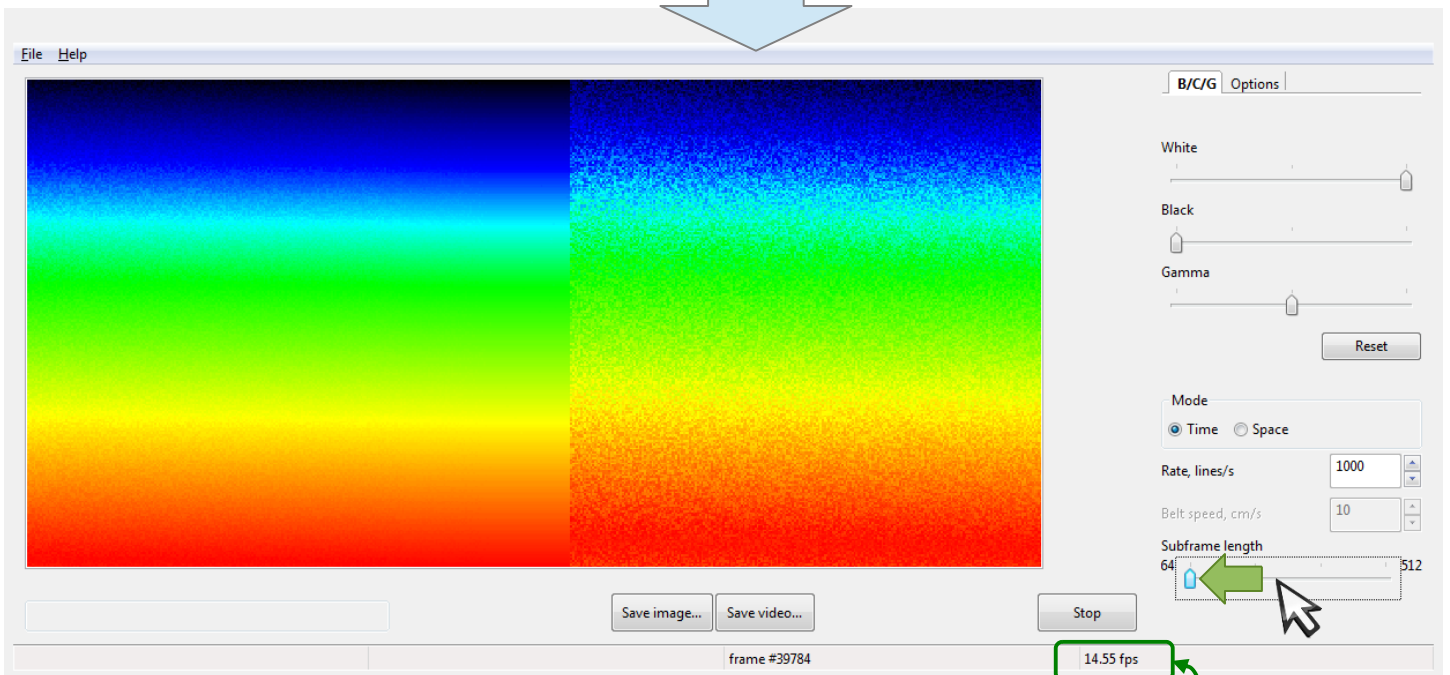 File Help
B/C/G Options
White
Black
Gamma
Reset
Mode
Time Space
Rate, lines/s 1000
Belt speed, cm/s 10
Subframe length
64 512
Save image... Save video... Stop
frame #39784 14.55 fps